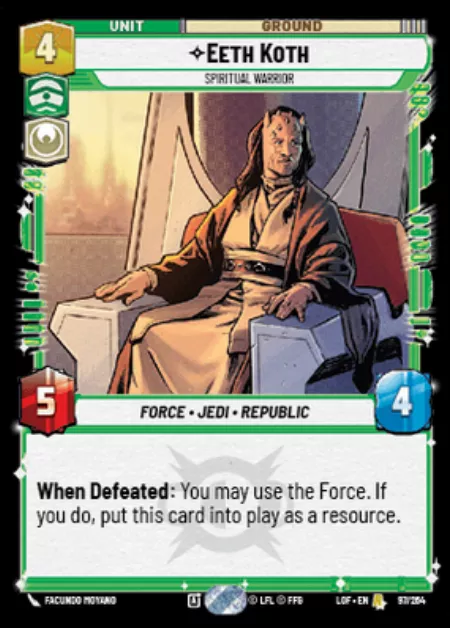 UNIT
GROUND
4
EETH KOTH
SPIRITUAL WARRIOR
5
FORCE • JEDI • REPUBLIC
4
When Defeated: You may use the Force. If
you do, put this card into play as a resource.
FACUNDO MOYANO
A
© LFL © FFG
LOF • EN
97/264